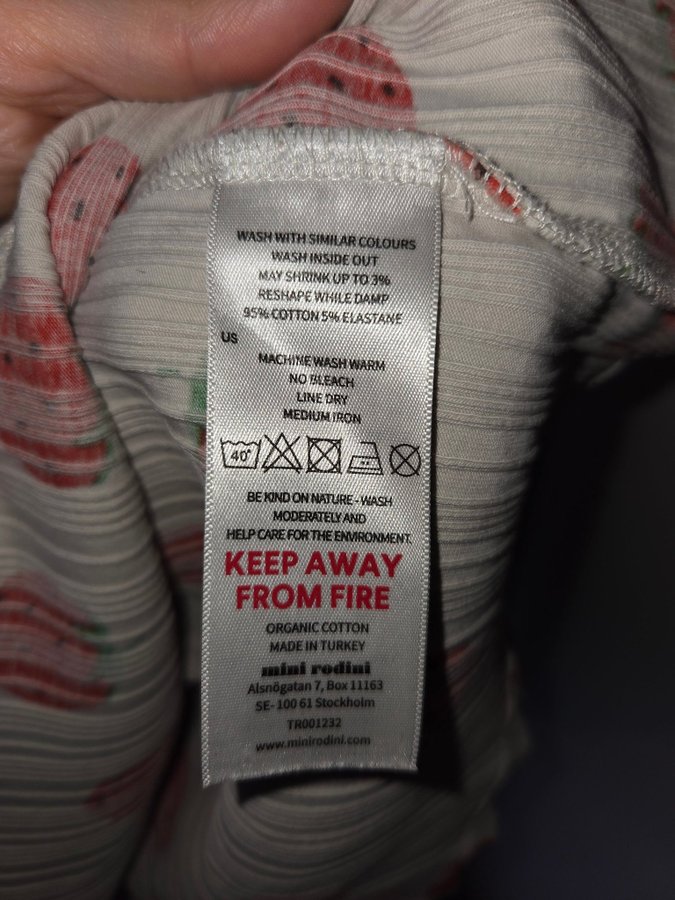 WASH WITH SIMILAR COLOURS
WASH INSIDE OUT
MAY SHRINK UP TO 3%
RESHAPE WHILE DAMP
95% COTTON 5% ELASTANE
US
MACHINE WASH WARM
NO BLEACH
LINE DRY
MEDIUM IRON
40°
BE KIND ON NATURE - WASH
MODERATELY AND
HELP CARE FOR THE ENVIRONMENT.
KEEP AWAY
FROM FIRE
ORGANIC COTTON
MADE IN TURKEY
mini rodini
Alsnögatan 7, Box 11163
SE- 100 61 Stockholm
TR001232
www.minirodini.com